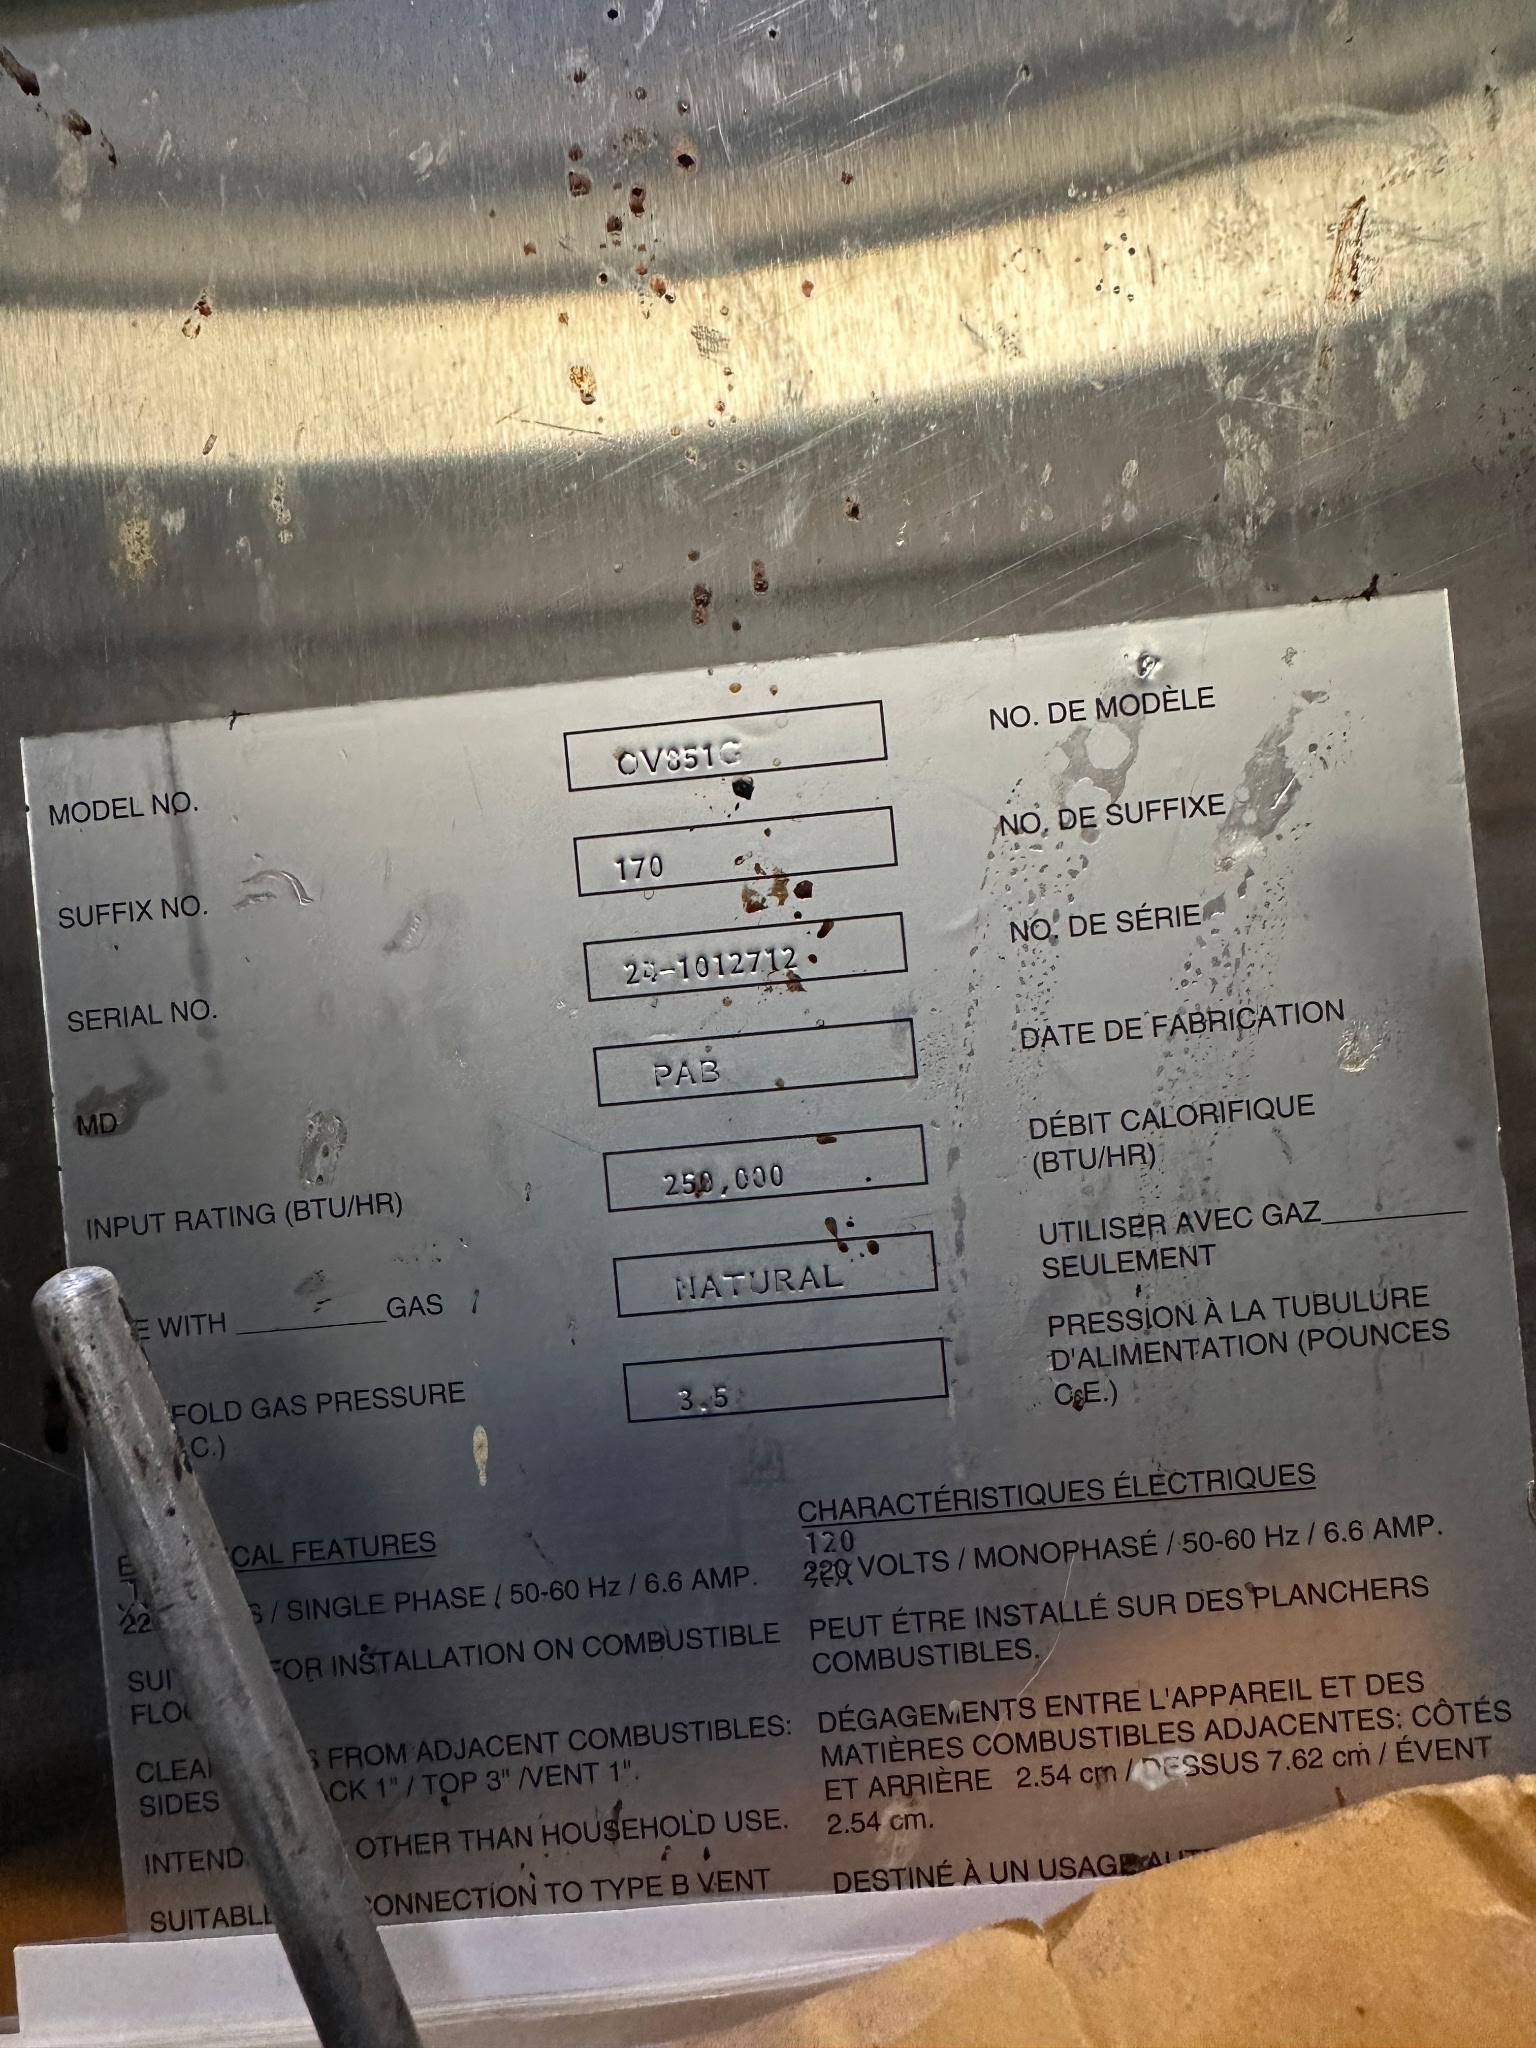 MODEL NO. OV851G NO. DE MODÈLE
SUFFIX NO. 170 NO. DE SUFFIXE
SERIAL NO. 24-1012712 NO. DE SÉRIE
MD PAB DATE DE FABRICATION
INPUT RATING (BTU/HR) 250,000 DÉBIT CALORIFIQUE
(BTU/HR)
WITH GAS NATURAL UTILISER AVEC GAZ
SEULEMENT
FOLD GAS PRESSURE 3.5 PRESSION À LA TUBULURE
C.) D'ALIMENTATION (POUNCES
C.E.)
CAL FEATURES
/ SINGLE PHASE / 50-60 Hz / 6.6 AMP.
FOR INSTALLATION ON COMBUSTIBLE
FROM ADJACENT COMBUSTIBLES:
SIDES ACK 1" / TOP 3" /VENT 1".
OTHER THAN HOUSEHOLD USE.
CONNECTION TO TYPE B VENT
CHARACTÉRISTIQUES ÉLECTRIQUES
120
220 VOLTS / MONOPHASÉ / 50-60 Hz / 6.6 AMP.
PEUT ÉTRE INSTALLÉ SUR DES PLANCHERS
COMBUSTIBLES.
DÉGAGEMENTS ENTRE L'APPAREIL ET DES
MATIÈRES COMBUSTIBLES ADJACENTES: CÔTÉS
ET ARRIÈRE 2.54 cm / DESSUS 7.62 cm / ÉVENT
2.54 cm.
DESTINÉ À UN USAGE